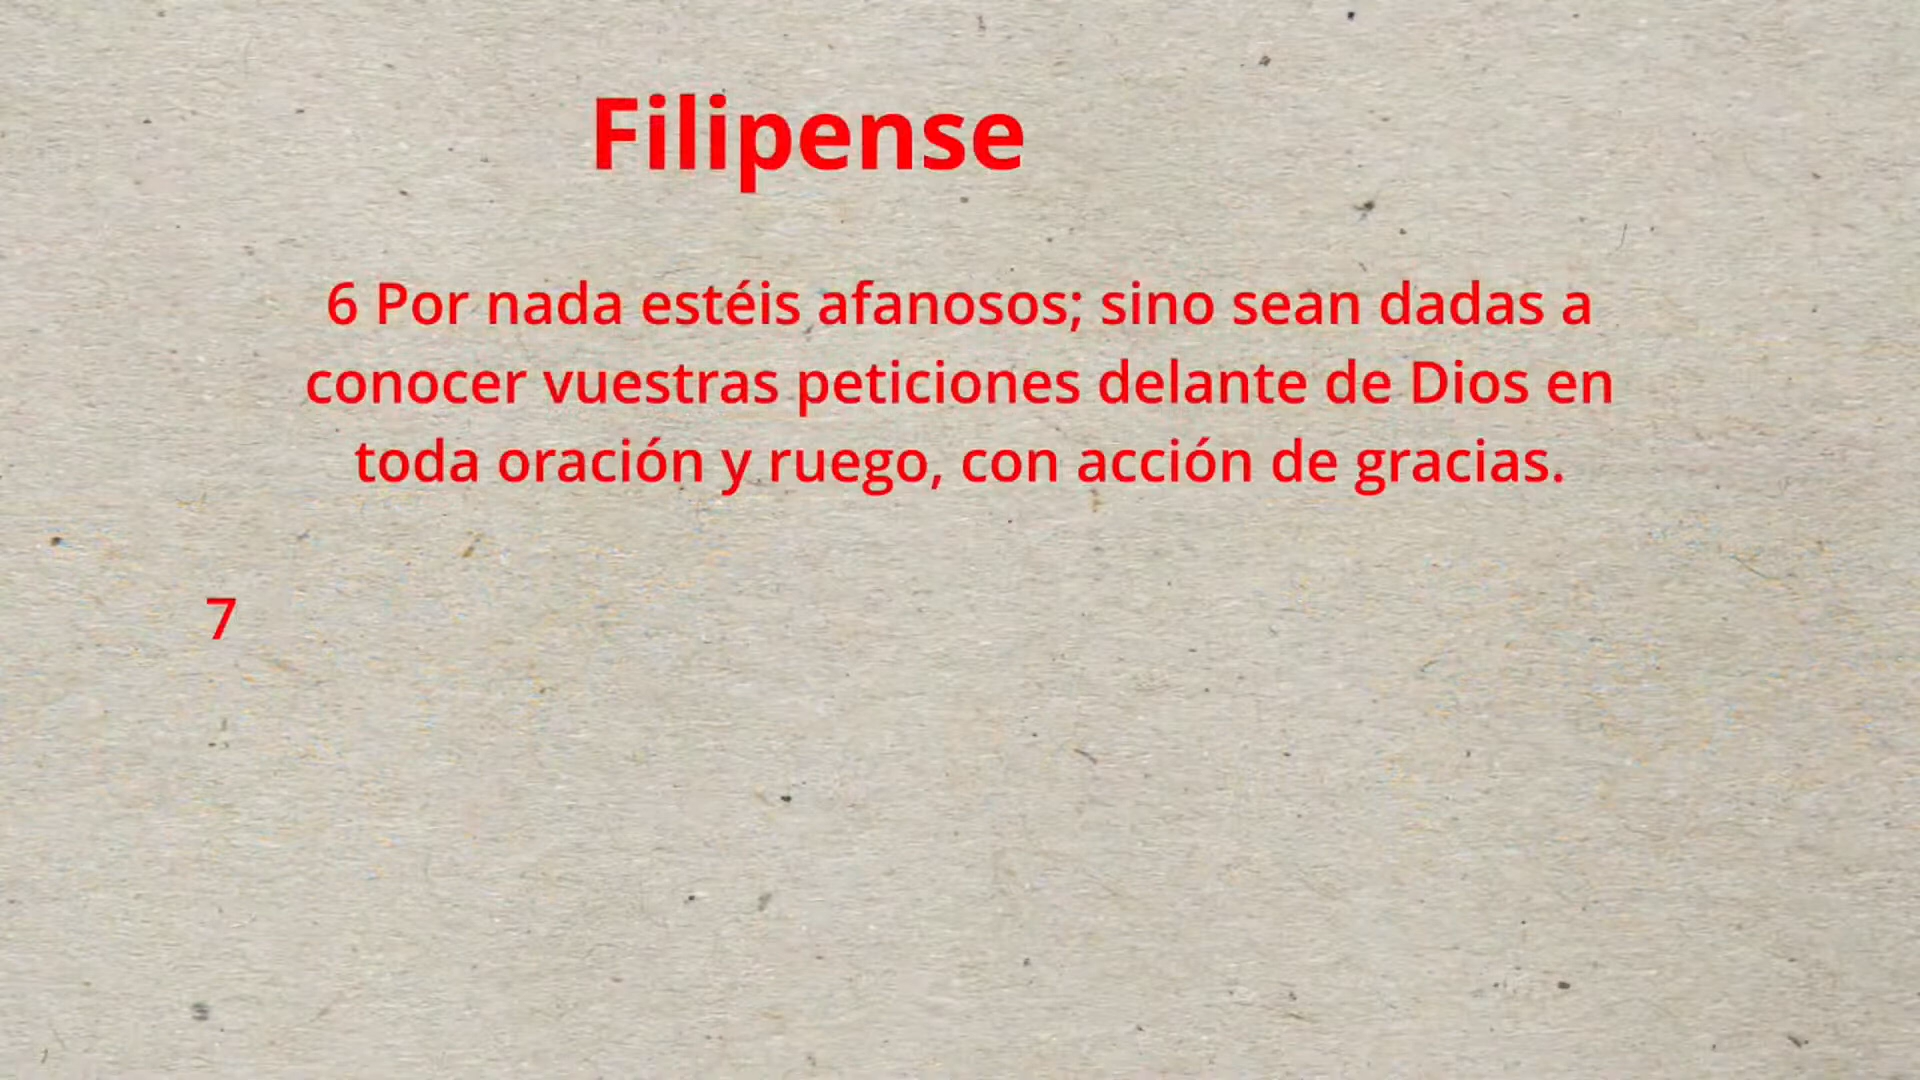 Filipense
6 Por nada estéis afanosos; sino sean dadas a
conocer vuestras peticiones delante de Dios en
toda oración y ruego, con acción de gracias.
7